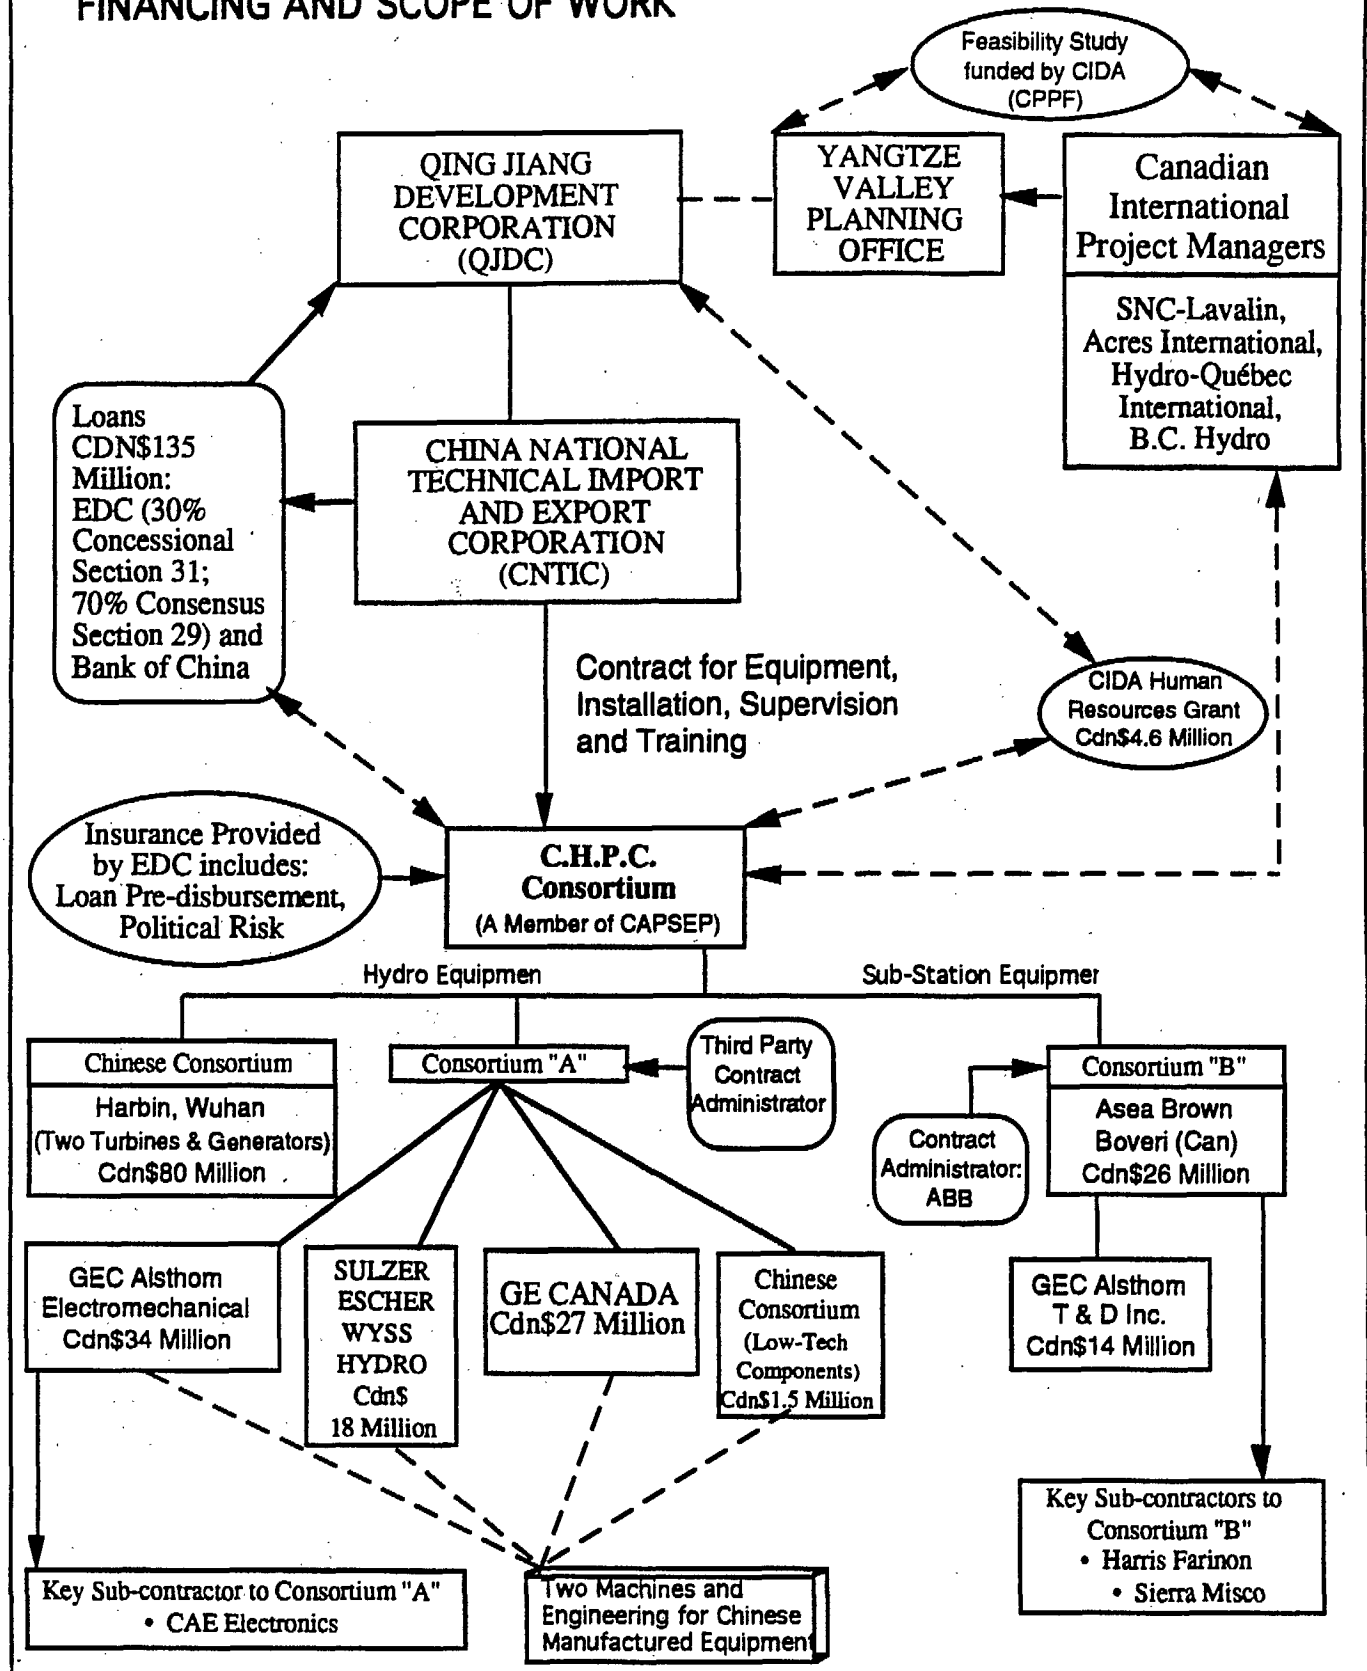 FINANCING AND SCOPE OF WORK
Feasibility Study
funded by CIDA
(CPPF)
QING JIANG
DEVELOPMENT
CORPORATION
(QJDC)
YANGTZE
VALLEY
PLANNING
OFFICE
Canadian
International
Project Managers
SNC-Lavalin,
Acres International,
Hydro-Québec
International,
B.C. Hydro
Loans
CDN$135
Million:
EDC (30%
Concessional
Section 31;
70% Consensus
Section 29) and
Bank of China
CHINA NATIONAL
TECHNICAL IMPORT
AND EXPORT
CORPORATION
(CNTIC)
Contract for Equipment,
Installation, Supervision
and Training
CIDA Human
Resources Grant
Cdn$4.6 Million
Insurance Provided
by EDC includes:
Loan Pre-disbursement,
Political Risk
C.H.P.C.
Consortium
(A Member of CAPSEP)
Hydro Equipmen
Sub-Station Equipmer
Chinese Consortium
Harbin, Wuhan
(Two Turbines & Generators)
Cdn$80 Million
Consortium "A"
Third Party
Contract
Administrator
Contract
Administrator:
ABB
Consortium "B"
Asea Brown
Boveri (Can)
Cdn$26 Million
GEC Alsthom
Electromechanical
Cdn$34 Million
SULZER
ESCHER
WYSS
HYDRO
Cdn$
18 Million
GE CANADA
Cdn$27 Million
Chinese
Consortium
(Low-Tech
Components)
Cdn$1.5 Million
GEC Alsthom
T & D Inc.
Cdn$14 Million
Key Sub-contractor to Consortium "A"
• CAE Electronics
Two Machines and
Engineering for Chinese
Manufactured Equipment
Key Sub-contractors to
Consortium "B"
• Harris Farinon
• Sierra Misco